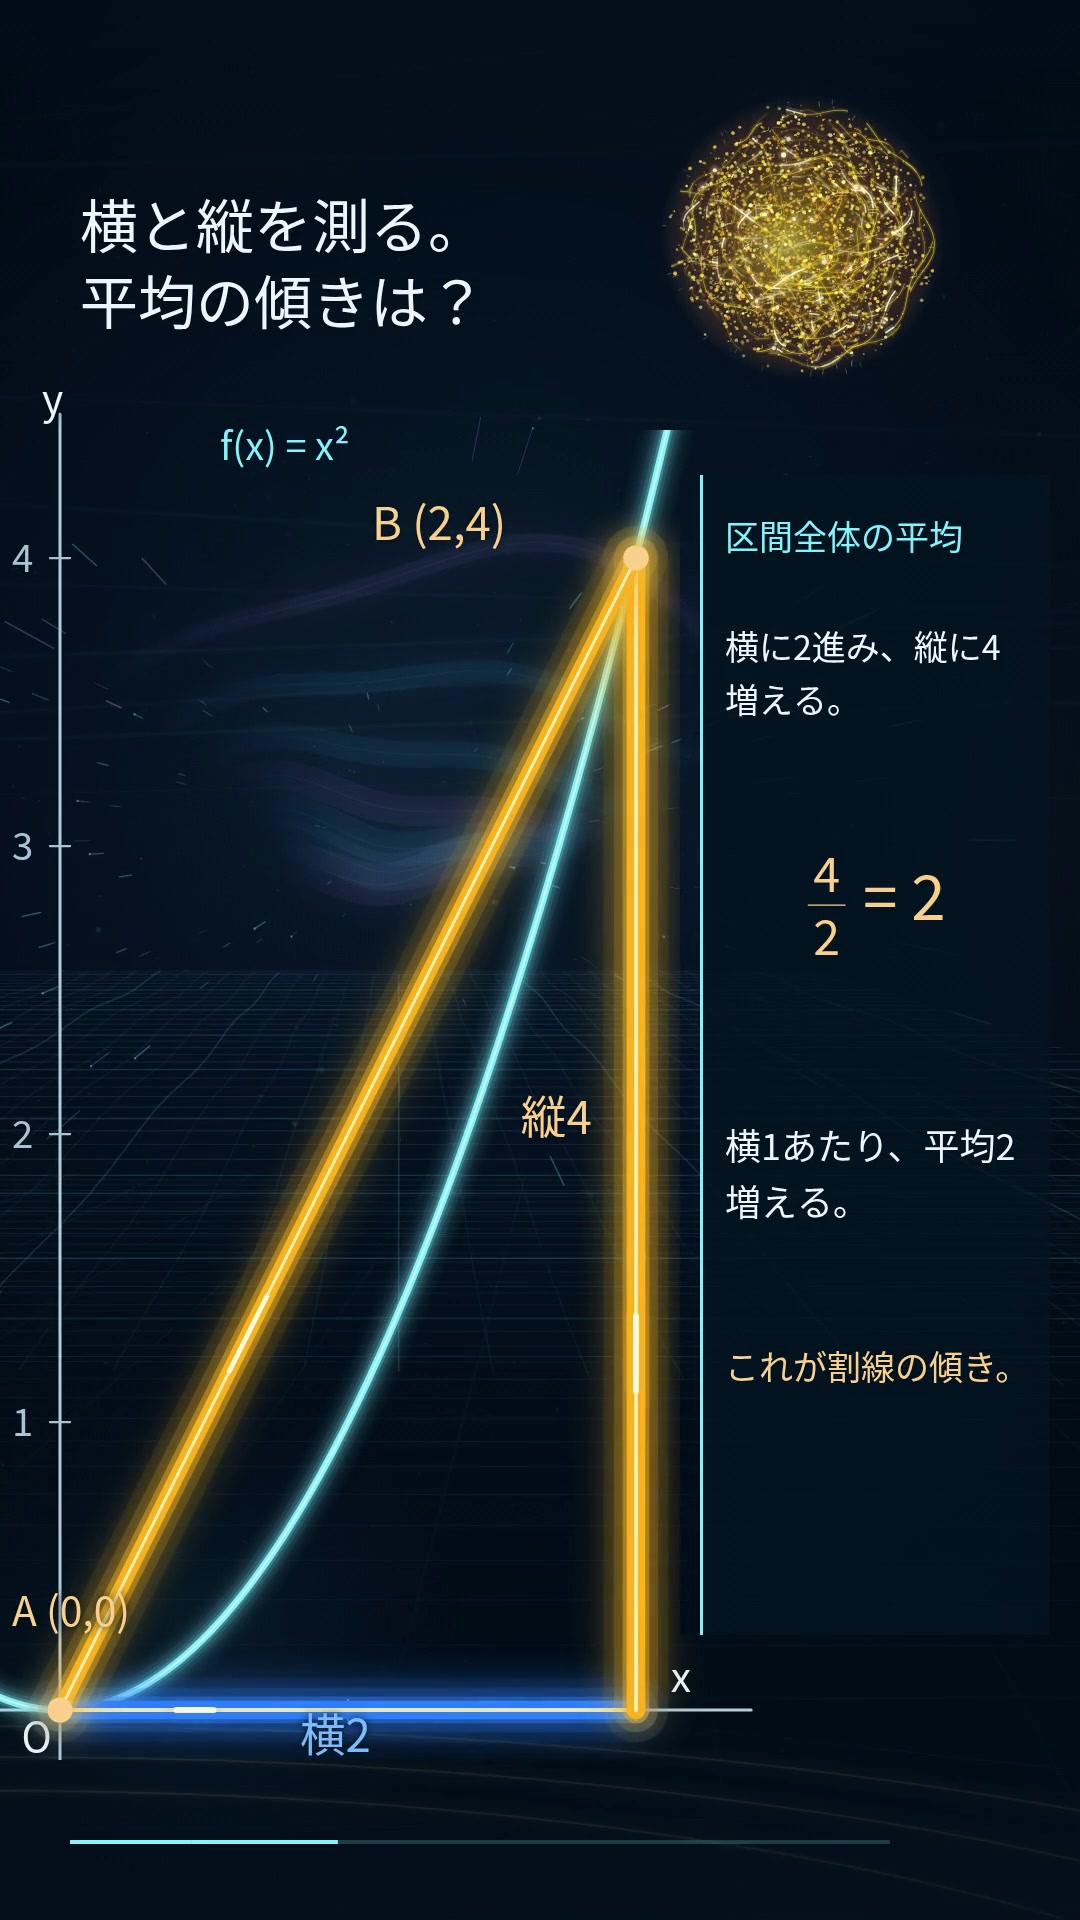 横と縦を測る。
平均の傾きは？
y
f(x) = x²
B (2,4)
4
3
2
1
縦4
A (0,0)
O
横2
x
区間全体の平均
横に2進み、縦に4
増える。
4
2
= 2
横1あたり、平均2
増える。
これが割線の傾き。